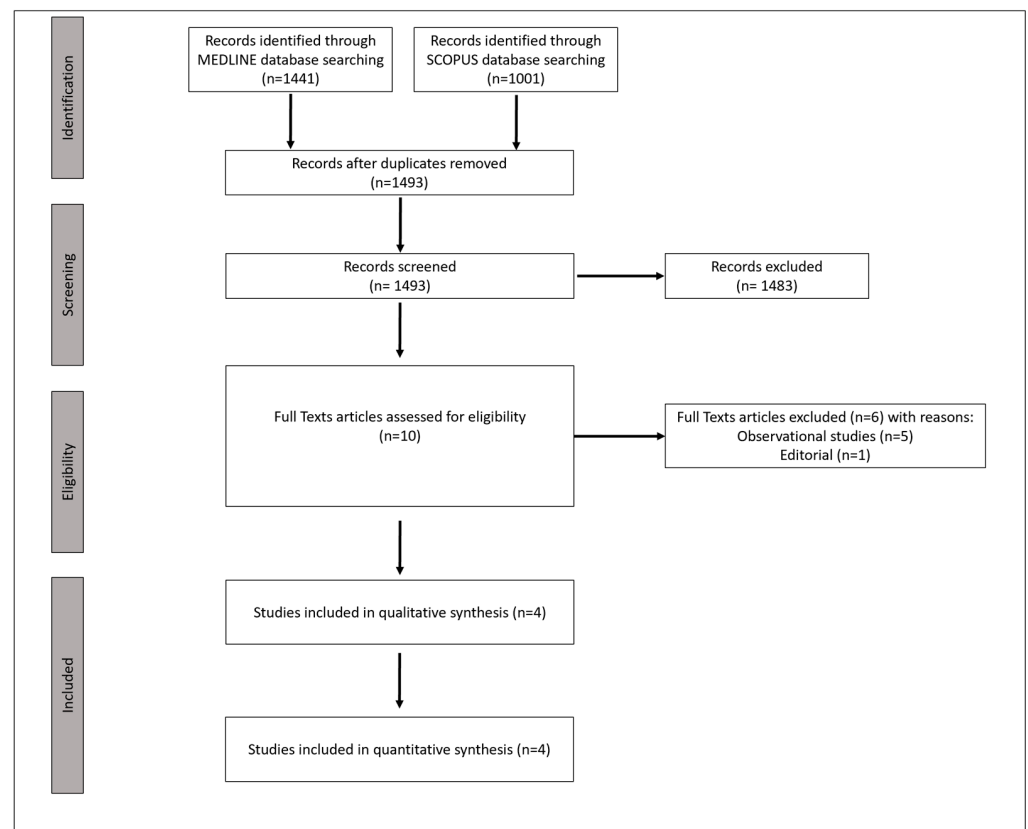 Identification
Records identified through
MEDLINE database searching
(n=1441)
Records identified through
SCOPUS database searching
(n=1001)
Records after duplicates removed
(n=1493)
Screening
Records screened
(n= 1493)
Records excluded
(n= 1483)
Eligibility
Full Texts articles assessed for eligibility
(n=10)
Full Texts articles excluded (n=6) with reasons:
Observational studies (n=5)
Editorial (n=1)
Included
Studies included in qualitative synthesis (n=4)
Studies included in quantitative synthesis (n=4)